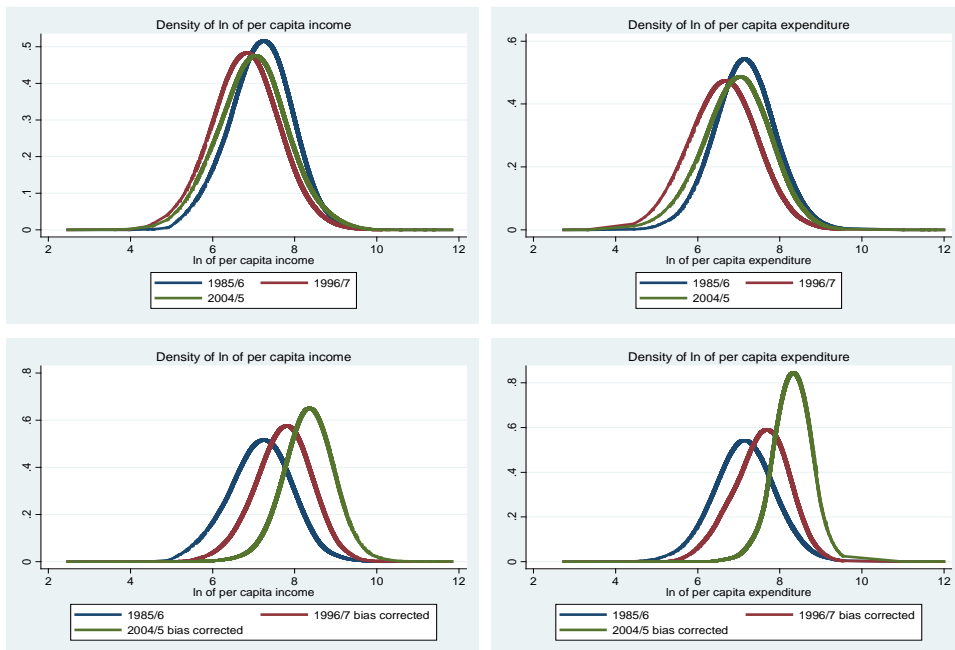 Density of ln of per capita income
.5
.4
.3
.2
.1
0
2 4 6 8 10 12
ln of per capita income
1985/6 1996/7
2004/5
Density of ln of per capita expenditure
.6
.4
.2
0
2 4 6 8 10 12
ln of per capita expenditure
1985/6 1996/7
2004/5
Density of ln of per capita income
.8
.6
.4
.2
0
2 4 6 8 10 12
ln of per capita income
1985/6 1996/7 bias corrected
2004/5 bias corrected
Density of ln of per capita expenditure
.8
.6
.4
.2
0
2 4 6 8 10 12
ln of per capita expenditure
1985/6 1996/7 bias corrected
2004/5 bias corrected